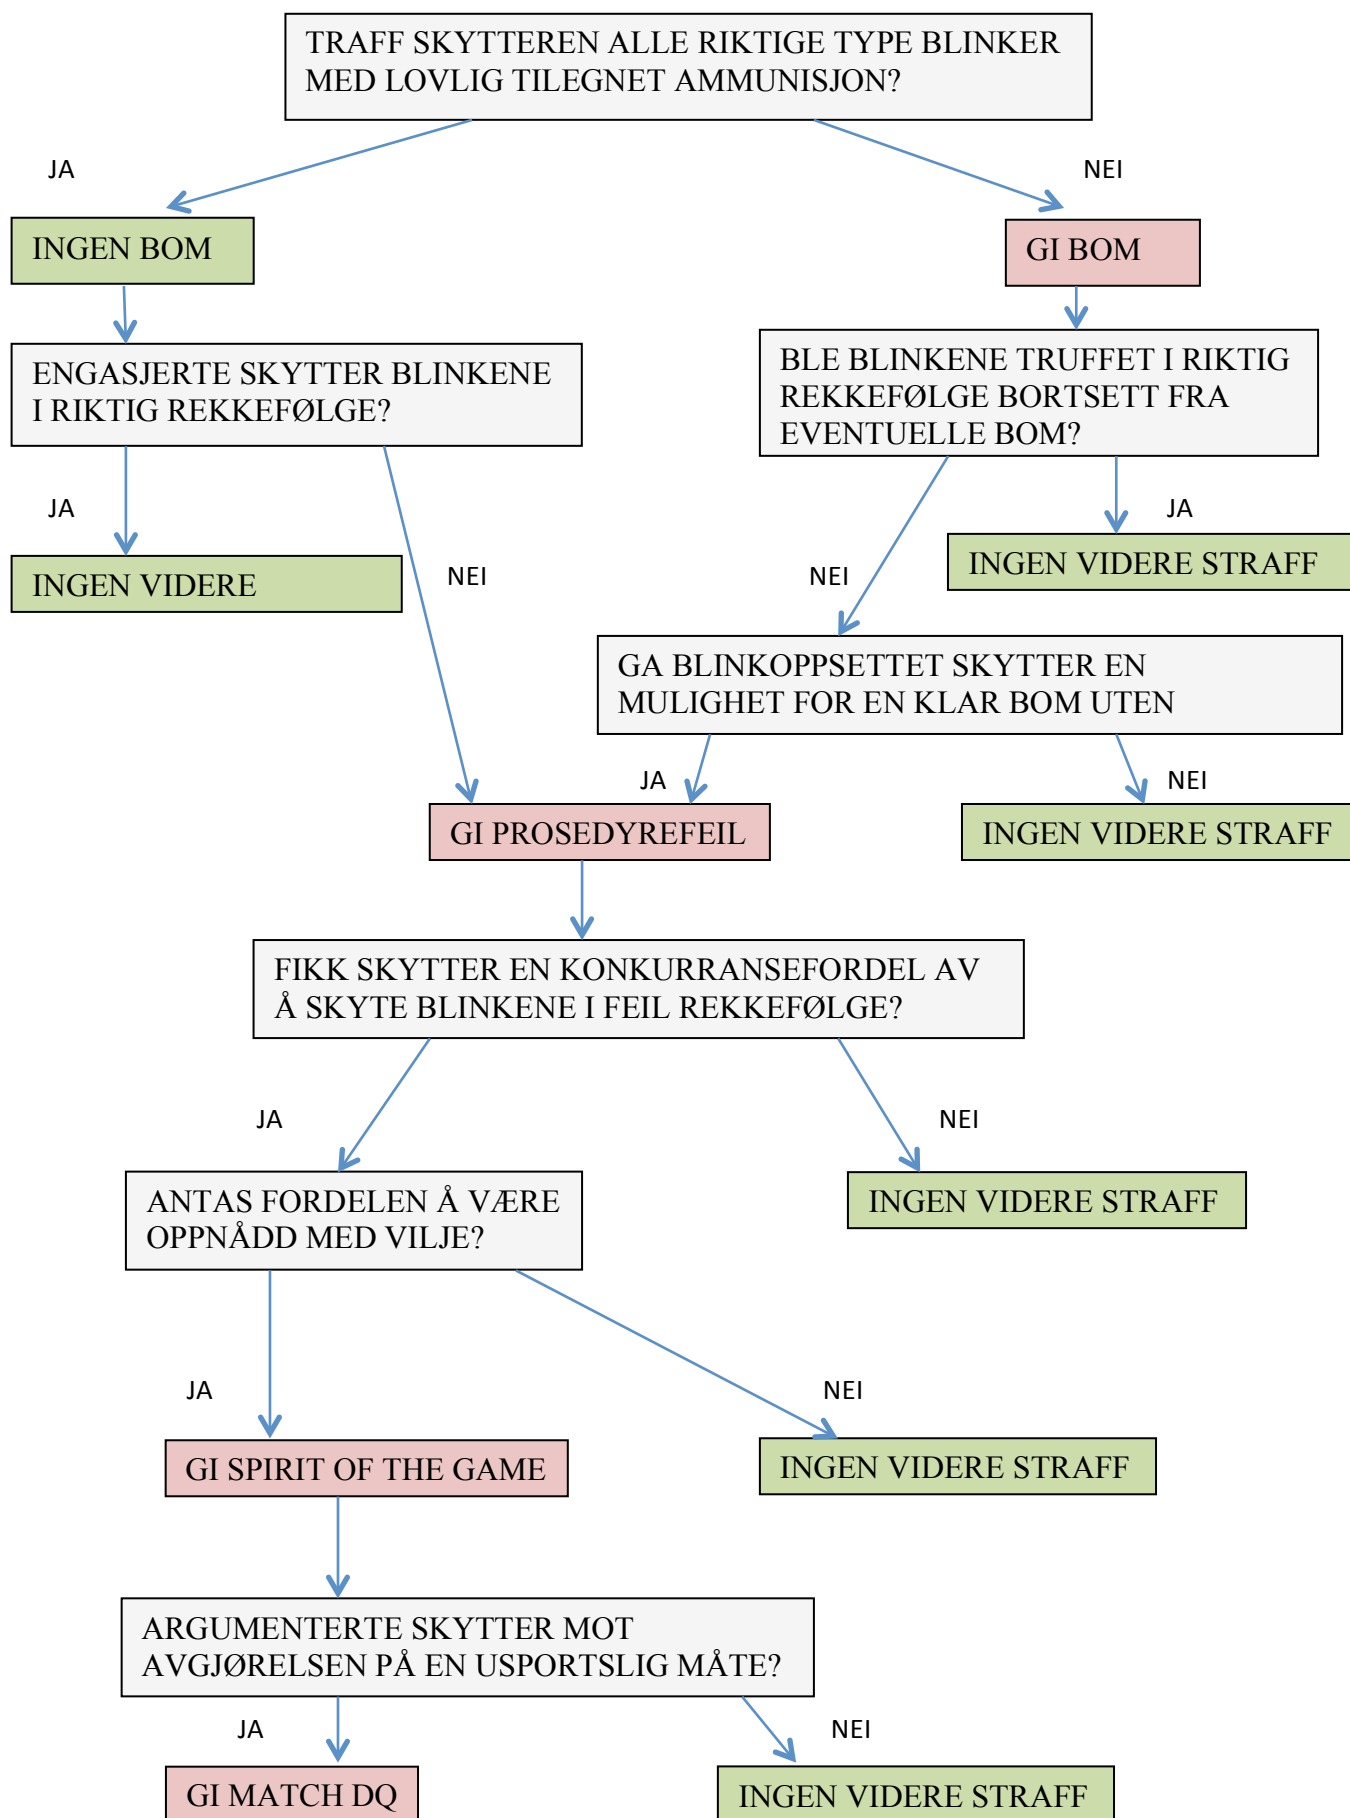 TRAFF SKYTTEREN ALLE RIKTIGE TYPE BLINKER
MED LOVLIG TILEGNET AMMUNISJON?
JA
NEI
INGEN BOM
GI BOM
ENGASJERTE SKYTTER BLINKENE
I RIKTIG REKKEFØLGE?
BLE BLINKENE TRUFFET I RIKTIG
REKKEFØLGE BORTSETT FRA
EVENTUELLE BOM?
JA
JA
INGEN VIDERE
NEI
NEI
INGEN VIDERE STRAFF
GA BLINKOPPSETTET SKYTTER EN
MULIGHET FOR EN KLAR BOM UTEN
JA
NEI
GI PROSEDYREFEIL
INGEN VIDERE STRAFF
FIKK SKYTTER EN KONKURRANSEFORDEL AV
Å SKYTE BLINKENE I FEIL REKKEFØLGE?
JA
NEI
ANTAS FORDELEN Å VÆRE
OPPNÅDD MED VILJE?
INGEN VIDERE STRAFF
JA
NEI
GI SPIRIT OF THE GAME
INGEN VIDERE STRAFF
ARGUMENTERTE SKYTTER MOT
AVGJØRELSEN PÅ EN USPORTSLIG MÅTE?
JA
NEI
GI MATCH DQ
INGEN VIDERE STRAFF